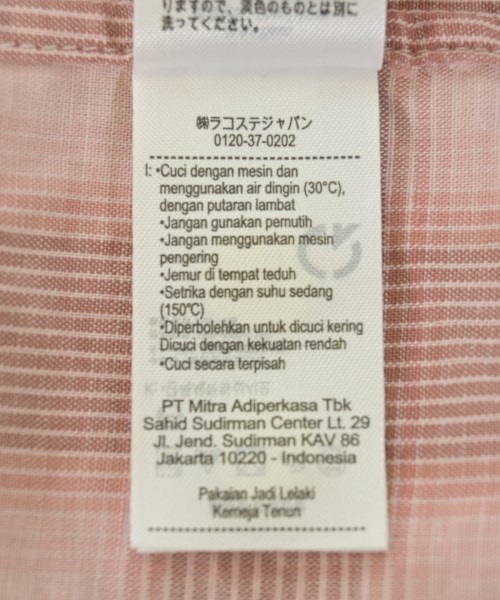 りますので、淡色のものとは別に
洗ってください。
㈱ラコステジャパン
0120-37-0202
I: •Cuci dengan mesin dan
menggunakan air dingin (30°C),
dengan putaran lambat
•Jangan gunakan pemutih
•Jangan menggunakan mesin
pengering
•Jemur di tempat teduh
•Setrika dengan suhu sedang
(150°C)
•Diperbolehkan untuk dicuci kering
Dicuci dengan kekuatan rendah
•Cuci secara terpisah
PT Mitra Adiperkasa Tbk
Sahid Sudirman Center Lt. 29
Jl. Jend. Sudirman KAV 86
Jakarta 10220 - Indonesia
Pakaian Jadi Lelaki
Kemeja Tenun